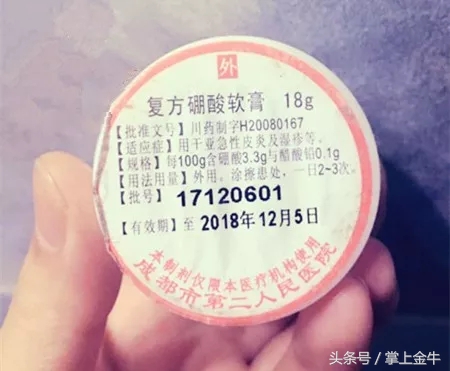 外
复方硼酸软膏 18g
【批准文号】川药制字H20080167
【适应症】用于亚急性皮炎及湿疹等。
【规格】每100g含硼酸3.3g与醋酸铅0.1g
【用法用量】外用。涂擦患处，一日2~3次。
【批号】17120601
【有效期】至 2018年12月5日
本制剂仅限本医疗机构使用
成都市第二人民医院
头条号 / 掌上金牛